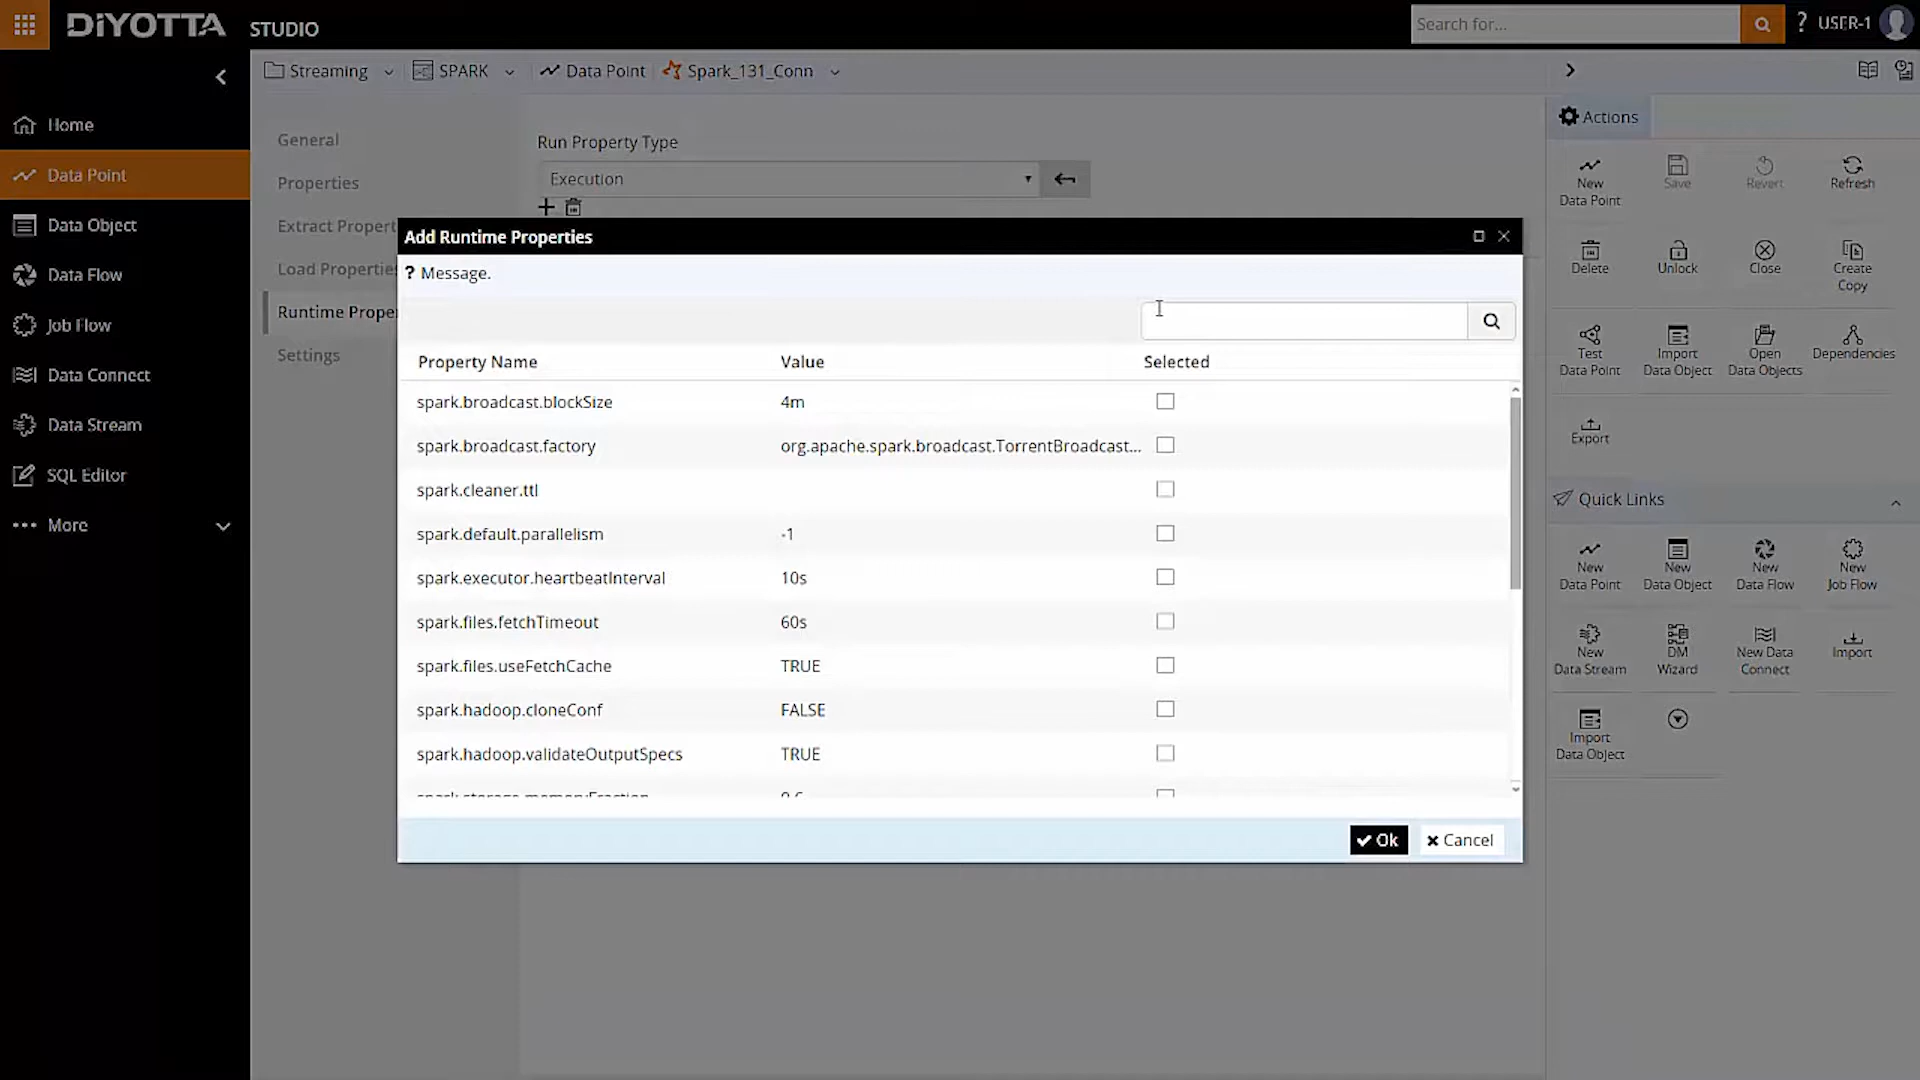 DiYOTTA STUDIO
Search for...
? USER-1
Streaming
SPARK
Data Point
Spark_131_Conn
Home
Data Point
Data Object
Data Flow
Job Flow
Data Connect
Data Stream
SQL Editor
More
General
Properties
Extract Propert
Load Properties
Runtime Prope
Settings
Run Property Type
Execution
Add Runtime Properties
? Message.
Property Name Value Selected
spark.broadcast.blockSize 4m
spark.broadcast.factory org.apache.spark.broadcast.TorrentBroadcast...
spark.cleaner.ttl
spark.default.parallelism -1
spark.executor.heartbeatInterval 10s
spark.files.fetchTimeout 60s
spark.files.useFetchCache TRUE
spark.hadoop.cloneConf FALSE
spark.hadoop.validateOutputSpecs TRUE
spark.storage.memoryFraction 0.6
Ok
Cancel
Actions
New Data Point
Save
Revert
Refresh
Delete
Unlock
Close
Create Copy
Test Data Point
Import Data Object
Open Data Objects
Dependencies
Export
Quick Links
New Data Point
New Data Object
New Data Flow
New Job Flow
New Data Stream
DM Wizard
New Data Connect
Import
Import Data Object